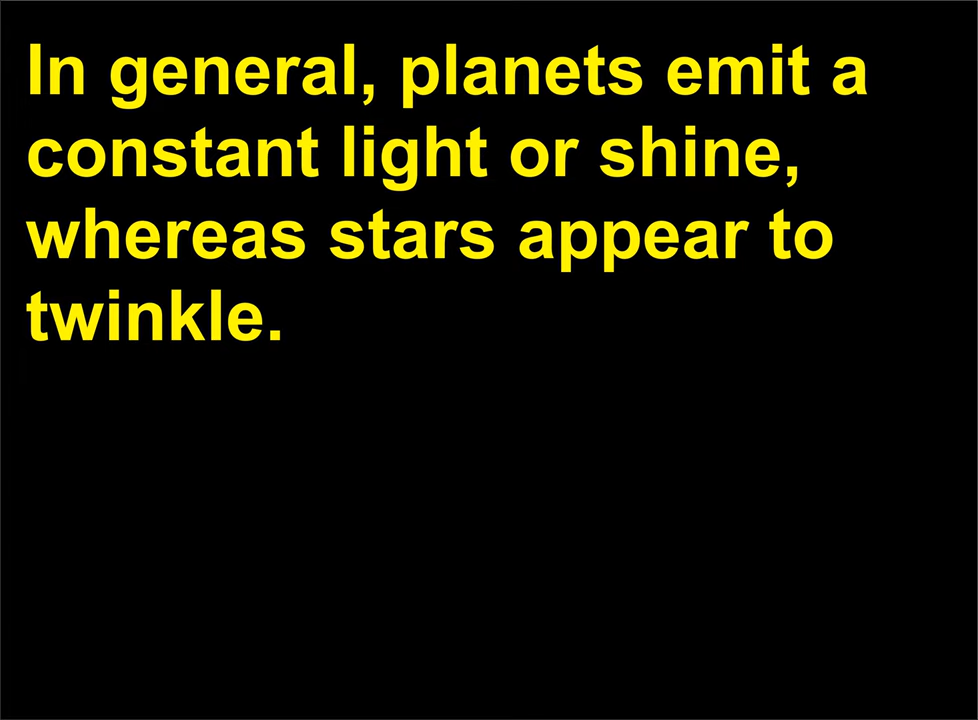 In general, planets emit a
constant light or shine,
whereas stars appear to
twinkle.